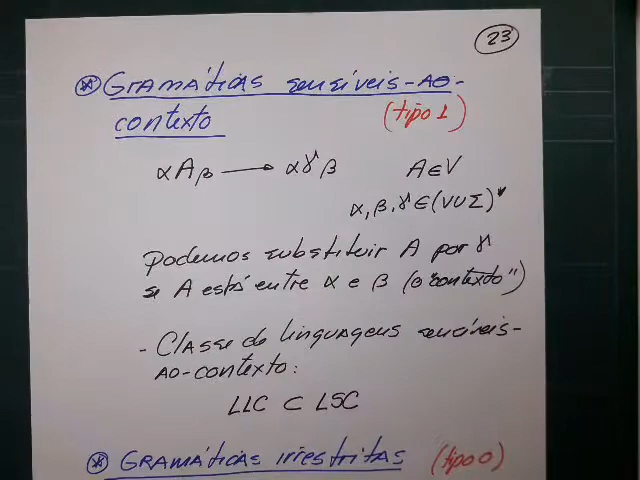 23
* Gramáticas sensíveis-ao-
contexto (tipo 1)
αAβ → αγβ A∈V
α, β, γ ∈ (V∪Σ)*
Podemos substituir A por γ
se A está entre α e β (o "contexto")
- Classe de linguagens sensíveis-
ao-contexto:
LLC ⊂ LSC
* Gramáticas irrestritas (tipo 0)